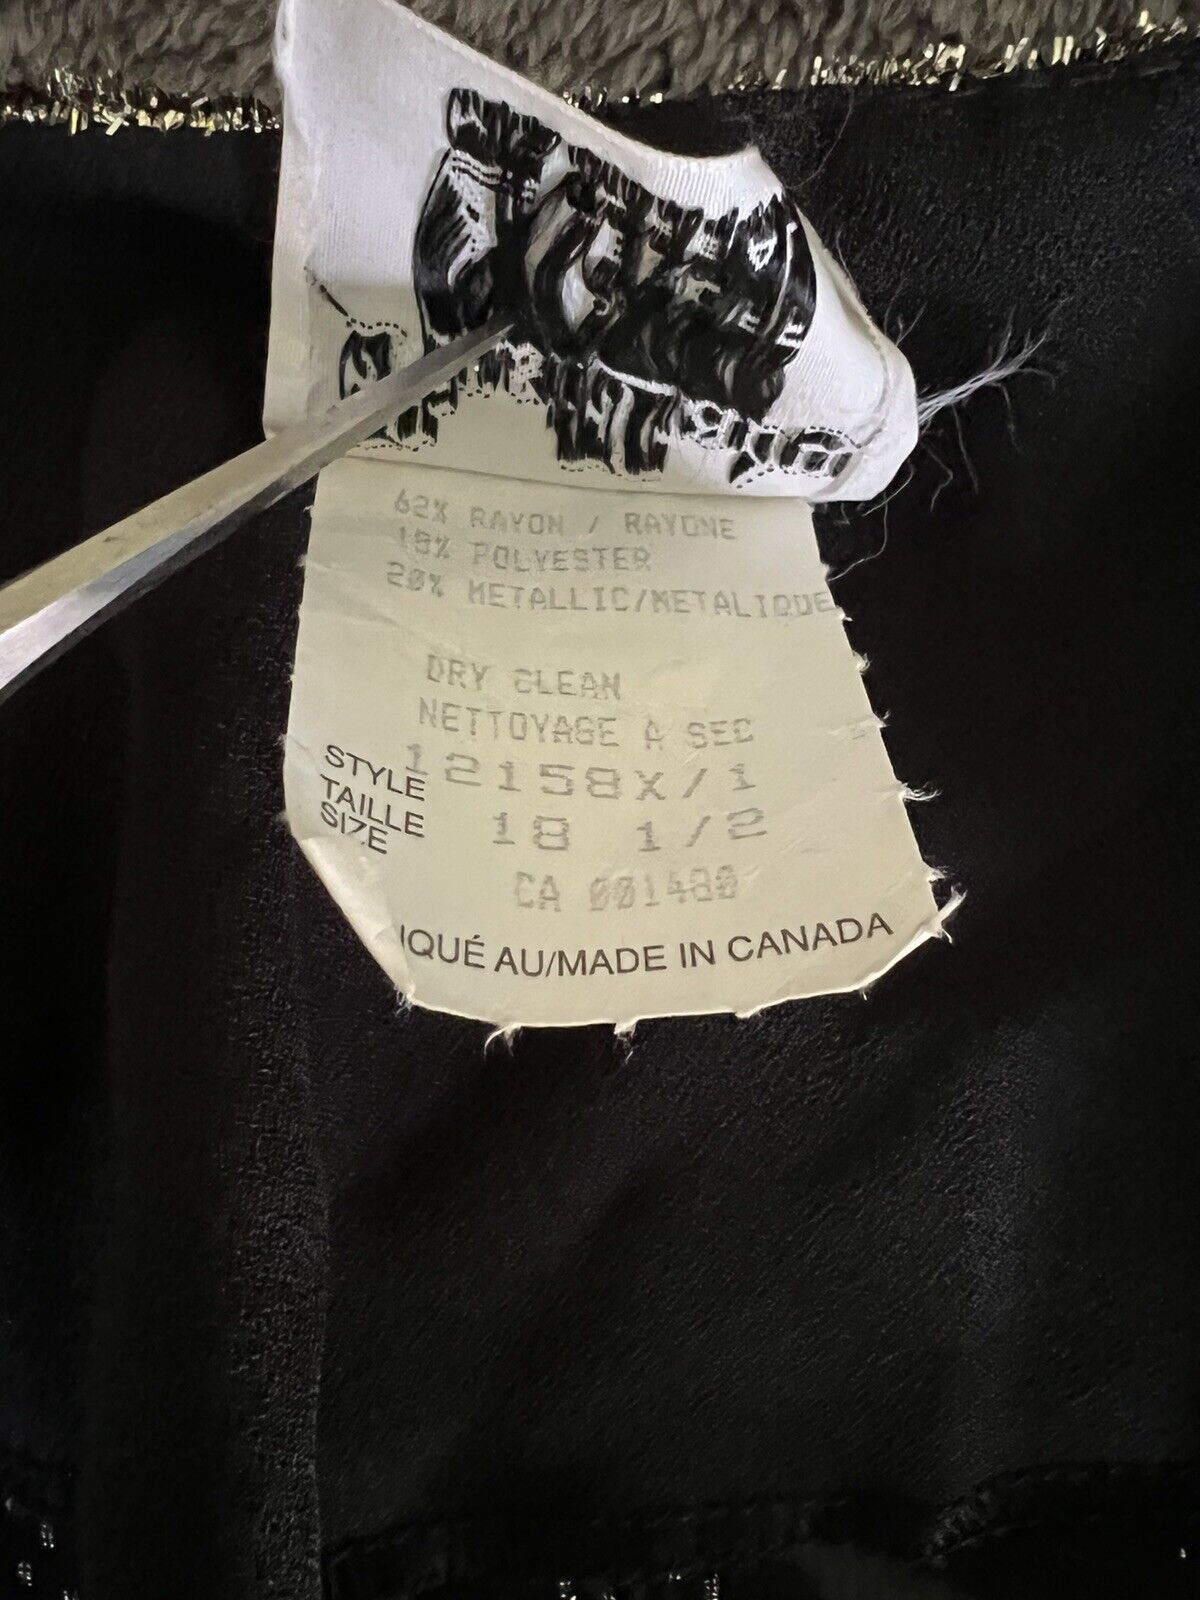 62% RAYON / RAYONE
18% POLYESTER
20% METALLIC/METALIQUE
DRY CLEAN
NETTOYAGE A SEC
STYLE 12158X/1
TAILLE
SIZE 18 1/2
CA 001480
IQUÉ AU/MADE IN CANADA